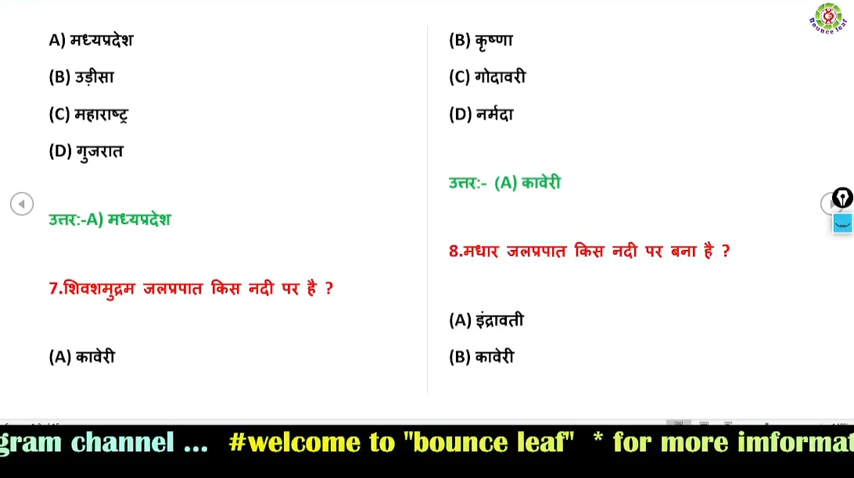 A) मध्यप्रदेश
(B) उड़ीसा
(C) महाराष्ट्र
(D) गुजरात
उत्तर:-A) मध्यप्रदेश
7.शिवशमुद्रम जलप्रपात किस नदी पर है ?
(A) कावेरी
(B) कृष्णा
(C) गोदावरी
(D) नर्मदा
उत्तर:- (A) कावेरी
8.मधार जलप्रपात किस नदी पर बना है ?
(A) इंद्रावती
(B) कावेरी
Bounce leaf
gram channel ... #welcome to "bounce leaf" * for more imformat